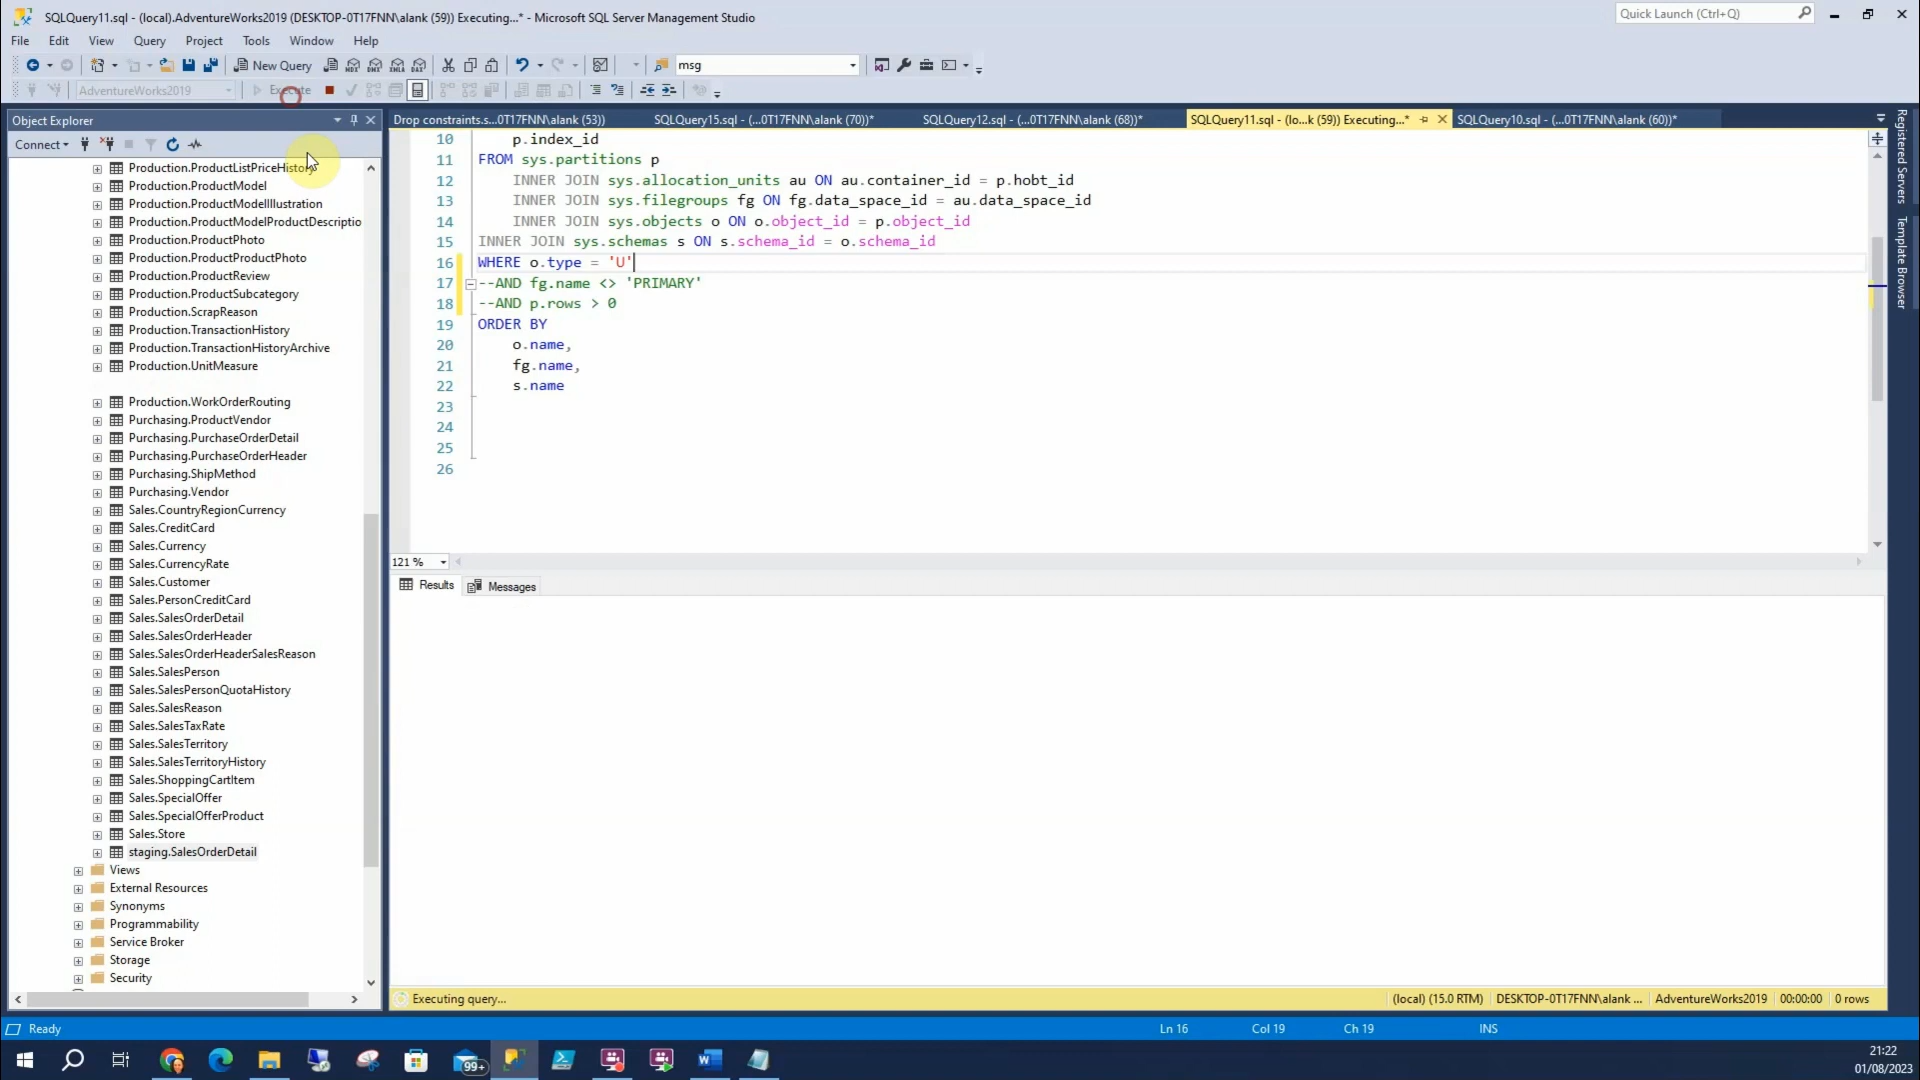 SQLQuery11.sql - (local).AdventureWorks2019 (DESKTOP-0T17FNN\alank (59)) Executing...* - Microsoft SQL Server Management Studio
Quick Launch (Ctrl+Q)
File Edit View Query Project Tools Window Help
New Query
msg
AdventureWorks2019
Execute
Object Explorer
Connect
Production.ProductListPriceHistory
Production.ProductModel
Production.ProductModelIllustration
Production.ProductModelProductDescriptio
Production.ProductPhoto
Production.ProductProductPhoto
Production.ProductReview
Production.ProductSubcategory
Production.ScrapReason
Production.TransactionHistory
Production.TransactionHistoryArchive
Production.UnitMeasure
Production.WorkOrderRouting
Purchasing.ProductVendor
Purchasing.PurchaseOrderDetail
Purchasing.PurchaseOrderHeader
Purchasing.ShipMethod
Purchasing.Vendor
Sales.CountryRegionCurrency
Sales.CreditCard
Sales.Currency
Sales.CurrencyRate
Sales.Customer
Sales.PersonCreditCard
Sales.SalesOrderDetail
Sales.SalesOrderHeader
Sales.SalesOrderHeaderSalesReason
Sales.SalesPerson
Sales.SalesPersonQuotaHistory
Sales.SalesReason
Sales.SalesTaxRate
Sales.SalesTerritory
Sales.SalesTerritoryHistory
Sales.ShoppingCartItem
Sales.SpecialOffer
Sales.SpecialOfferProduct
Sales.Store
staging.SalesOrderDetail
Views
External Resources
Synonyms
Programmability
Service Broker
Storage
Security
Drop constraints.s...0T17FNN\alank (53))
SQLQuery15.sql - (...0T17FNN\alank (70))*
SQLQuery12.sql - (...0T17FNN\alank (68))*
SQLQuery11.sql - (lo...k (59)) Executing...*
SQLQuery10.sql - (...0T17FNN\alank (60))*
10 p.index_id
11 FROM sys.partitions p
12 INNER JOIN sys.allocation_units au ON au.container_id = p.hobt_id
13 INNER JOIN sys.filegroups fg ON fg.data_space_id = au.data_space_id
14 INNER JOIN sys.objects o ON o.object_id = p.object_id
15 INNER JOIN sys.schemas s ON s.schema_id = o.schema_id
16 WHERE o.type = 'U'
17 --AND fg.name <> 'PRIMARY'
18 --AND p.rows > 0
19 ORDER BY
20 o.name,
21 fg.name,
22 s.name
23
24
25
26
121 %
Results Messages
Registered Servers
Template Browser
Executing query...
(local) (15.0 RTM) DESKTOP-0T17FNN\alank ... AdventureWorks2019 00:00:00 0 rows
Ready
Ln 16 Col 19 Ch 19 INS
99+
21:22
01/08/2023